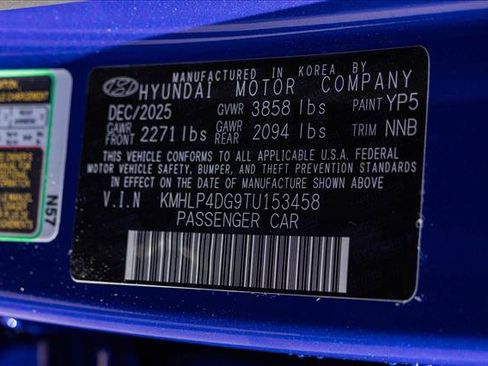 MANUFACTURED IN KOREA BY
HYUNDAI MOTOR COMPANY
DEC/2025 GVWR 3858 lbs PAINT YP5
GAWR FRONT 2271 lbs GAWR REAR 2094 lbs TRIM NNB
THIS VEHICLE CONFORMS TO ALL APPLICABLE U.S.A. FEDERAL
MOTOR VEHICLE SAFETY, BUMPER, AND THEFT PREVENTION STANDARDS
IN EFFECT ON THE DATE OF MANUFACTURE SHOWN ABOVE
V.I.N KMHLP4DG9TU153458
PASSENGER CAR
N57